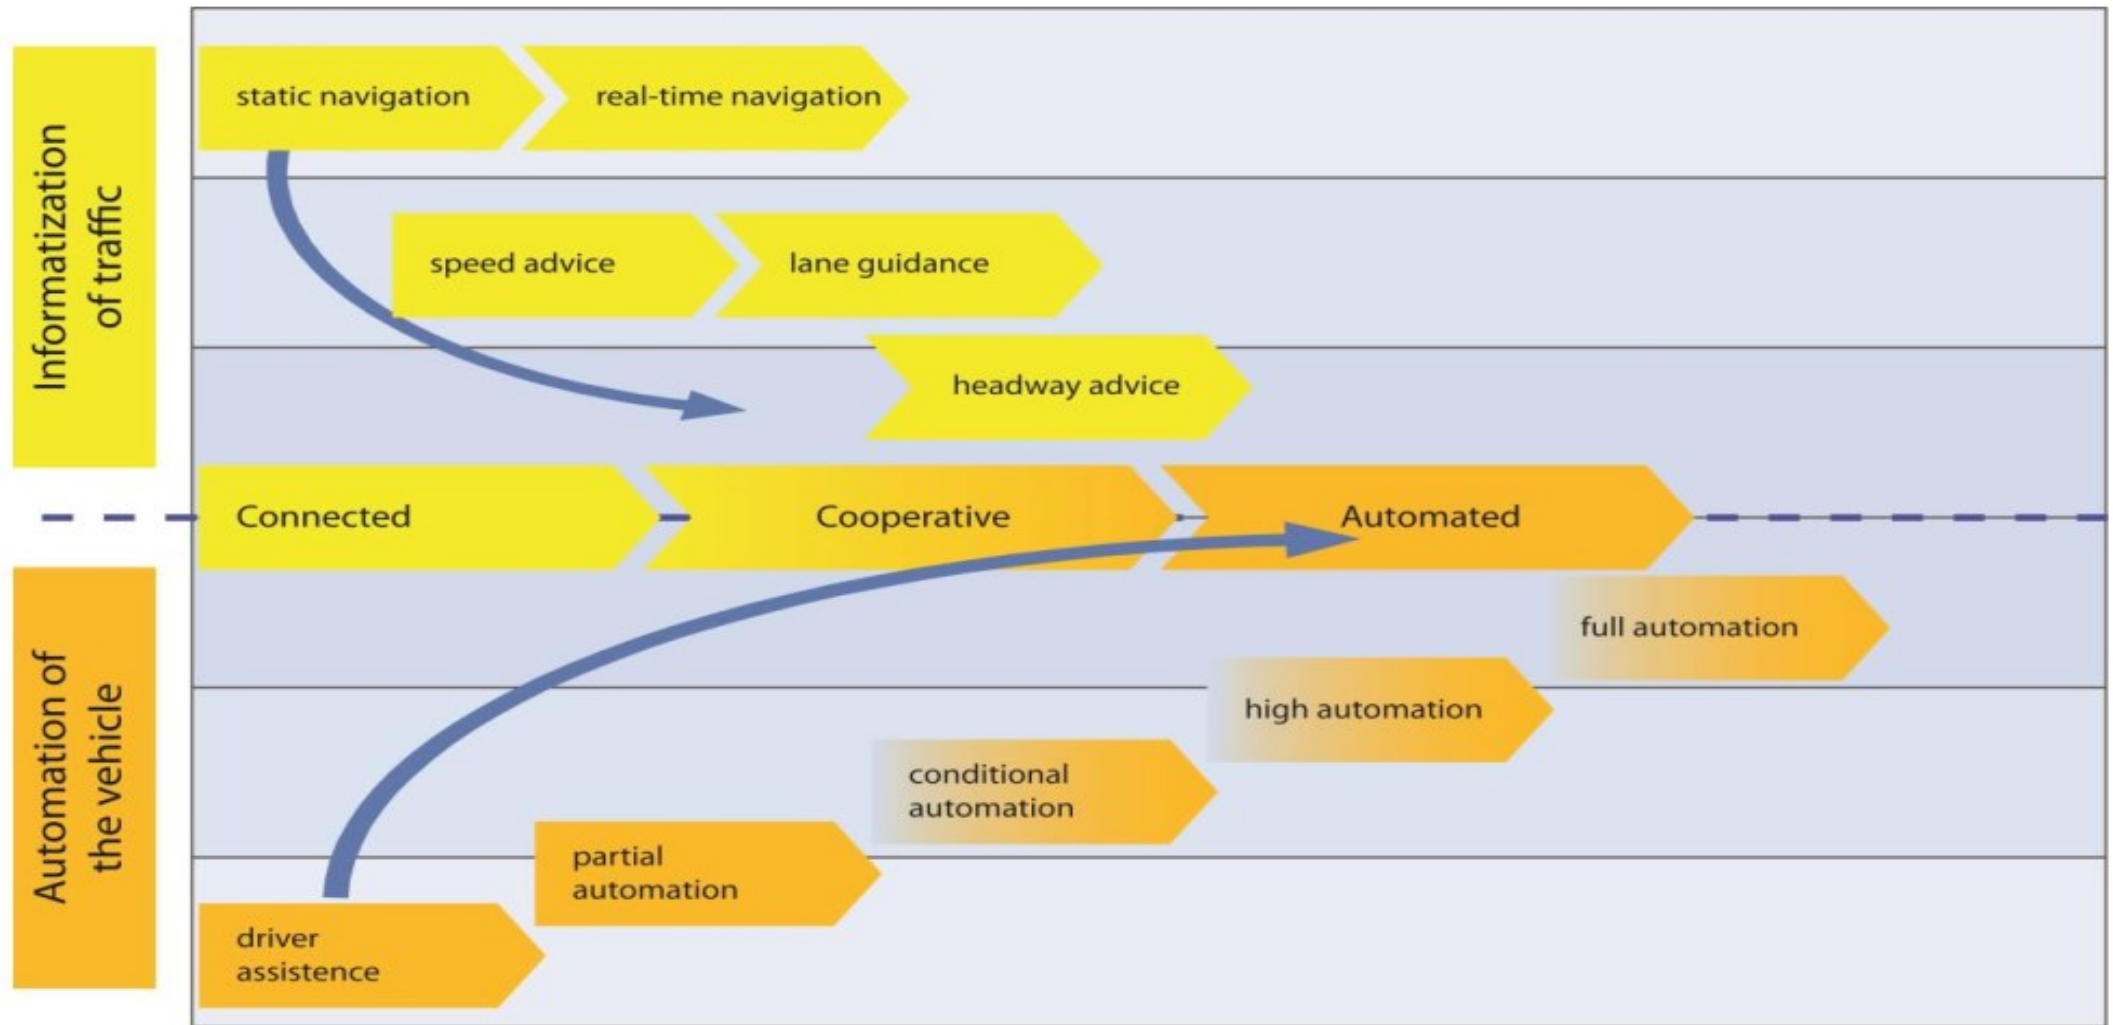 Informatization
of traffic
static navigation
real-time navigation
speed advice
lane guidance
headway advice
Connected
Cooperative
Automated
Automation of
the vehicle
full automation
high automation
conditional
automation
partial
automation
driver
assistence